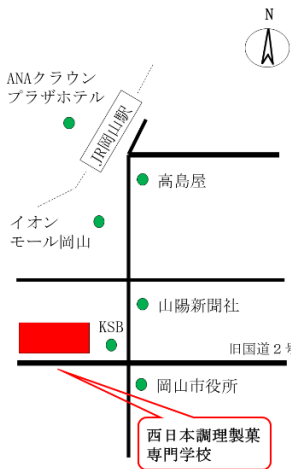 N
ANAクラウン
プラザホテル
JR岡山駅
高島屋
イオン
モール岡山
山陽新聞社
KSB
旧国道2号
岡山市役所
西日本調理製菓
専門学校